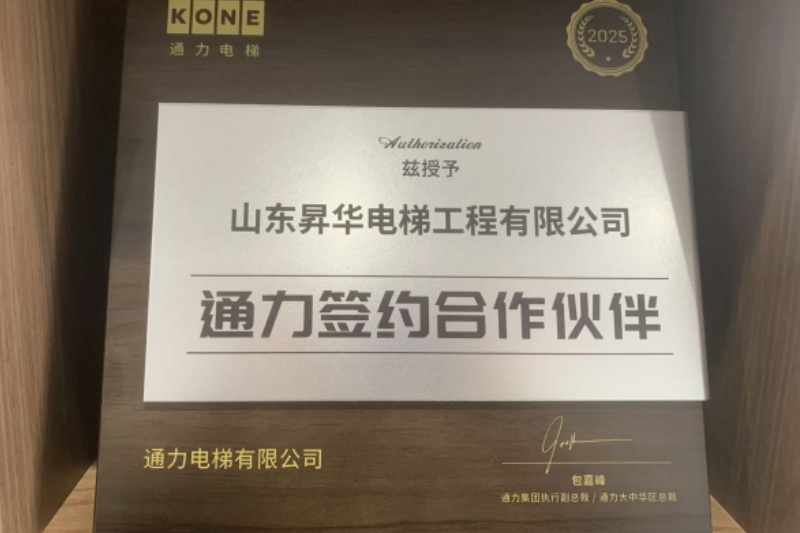 KONE
通力电梯
2025
Authorization
兹授予
山东昇华电梯工程有限公司
通力签约合作伙伴
通力电梯有限公司
包嘉峰
通力集团执行副总裁 / 通力大中华区总裁